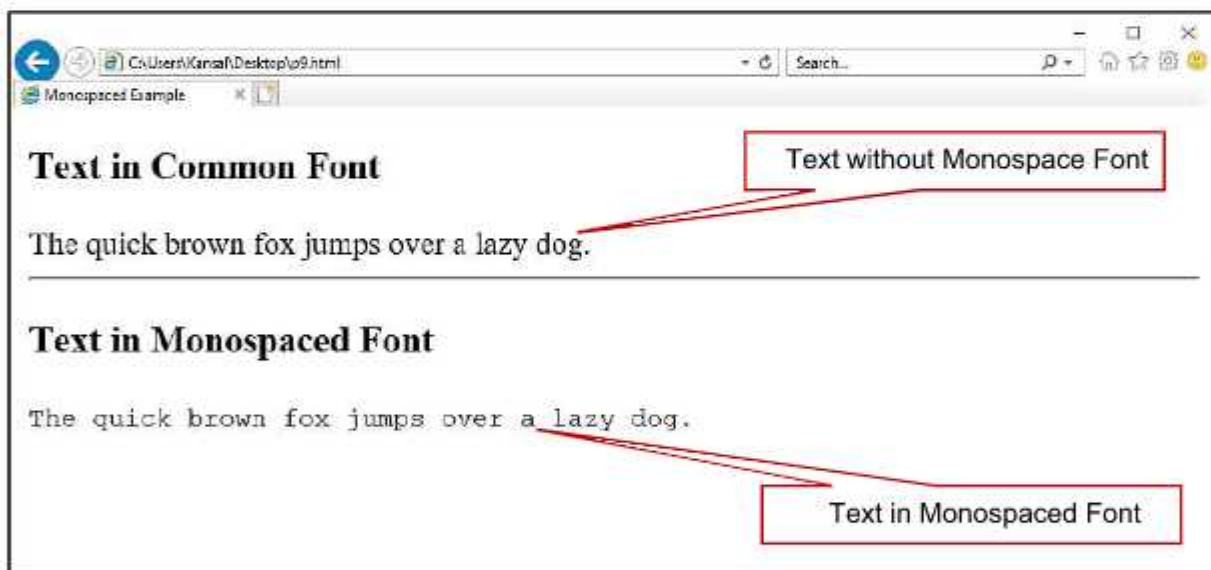 C:\Users\Kansal\Desktop\p9.html
Search...
Monospaced Example
Text in Common Font
Text without Monospace Font
The quick brown fox jumps over a lazy dog.
Text in Monospaced Font
The quick brown fox jumps over a lazy dog.
Text in Monospaced Font